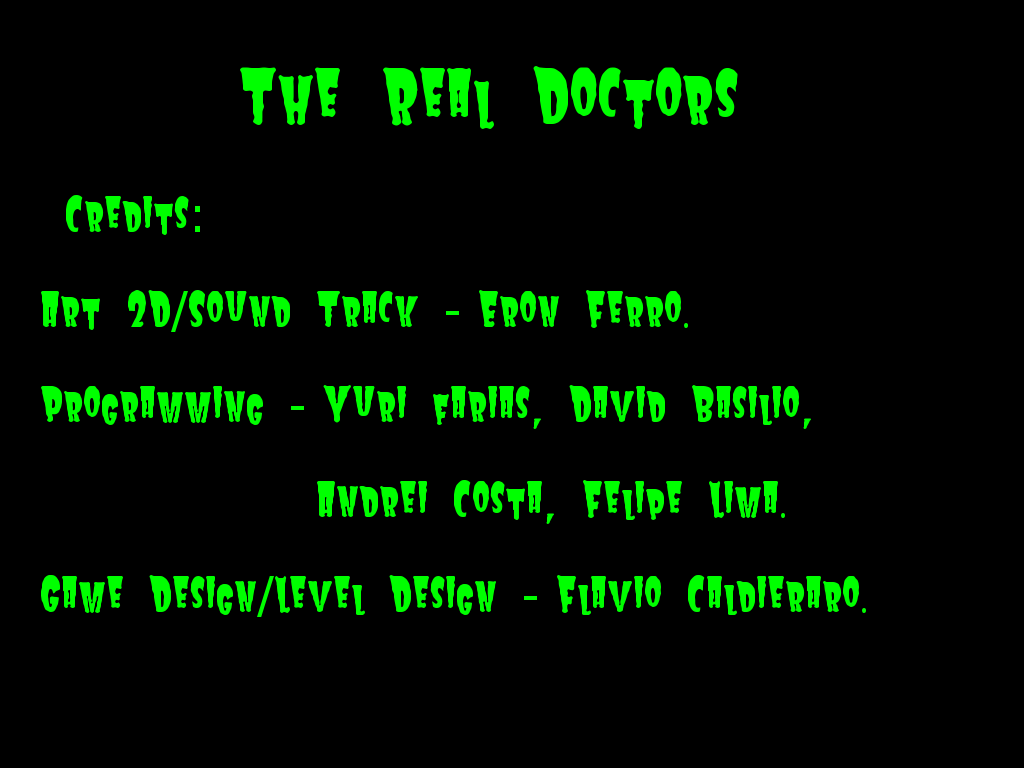 The Real Doctors
Credits:
Art 2D/Sound Track - Eron Ferro.
Programming - Yuri Farias, David Basilio,
Andrei Costa, Felipe Lima.
Game Design/Level Design - Flavio Caldieraro.